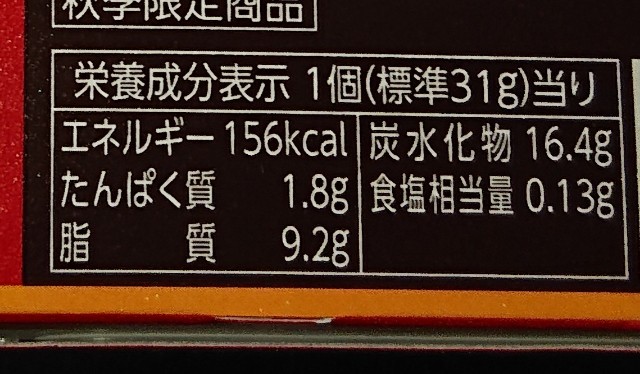 秋季限定商品
栄養成分表示 1個(標準31g)当り
エネルギー 156kcal
たんぱく質 1.8g
脂質 9.2g
炭水化物 16.4g
食塩相当量 0.13g